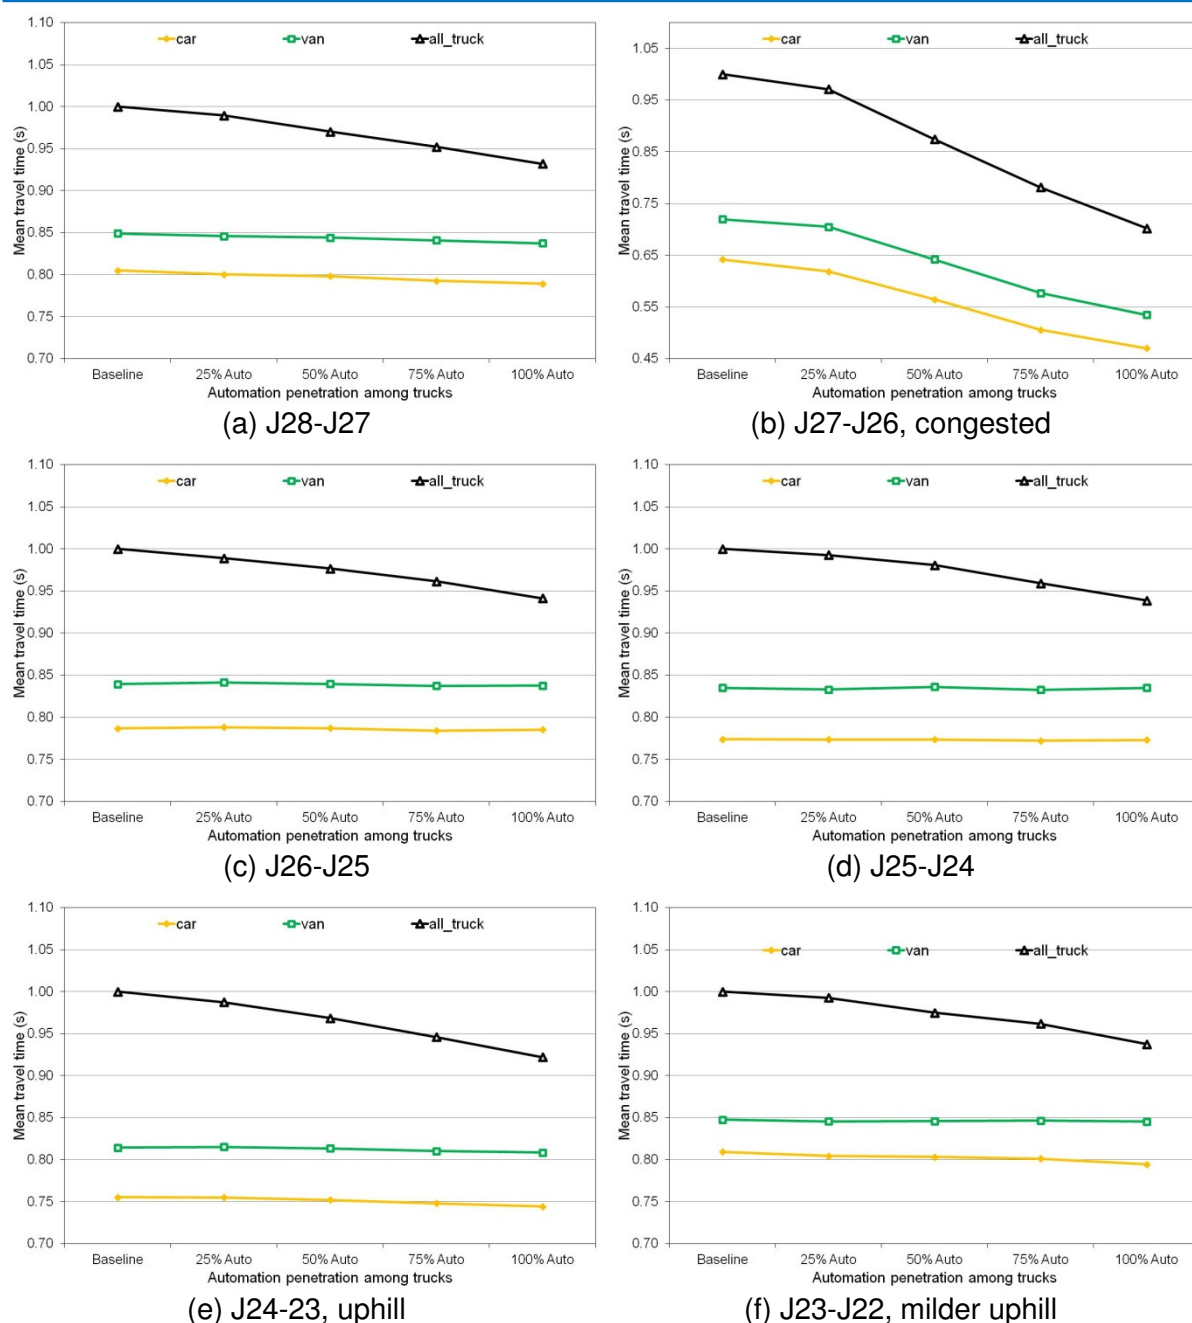 1.10
1.05
1.00
0.95
0.90
0.85
0.80
0.75
0.70
Mean travel time (s)
car van all_truck
Baseline 25% Auto 50% Auto 75% Auto 100% Auto
Automation penetration among trucks
(a) J28-J27
1.05
0.95
0.85
0.75
0.65
0.55
0.45
Mean travel time (s)
car van all_truck
Baseline 25% Auto 50% Auto 75% Auto 100% Auto
Automation penetration among trucks
(b) J27-J26, congested
1.10
1.05
1.00
0.95
0.90
0.85
0.80
0.75
0.70
Mean travel time (s)
car van all_truck
Baseline 25% Auto 50% Auto 75% Auto 100% Auto
Automation penetration among trucks
(c) J26-J25
1.10
1.05
1.00
0.95
0.90
0.85
0.80
0.75
0.70
Mean travel time (s)
car van all_truck
Baseline 25% Auto 50% Auto 75% Auto 100% Auto
Automation penetration among trucks
(d) J25-J24
1.10
1.05
1.00
0.95
0.90
0.85
0.80
0.75
0.70
Mean travel time (s)
car van all_truck
Baseline 25% Auto 50% Auto 75% Auto 100% Auto
Automation penetration among trucks
(e) J24-23, uphill
1.10
1.05
1.00
0.95
0.90
0.85
0.80
0.75
0.70
Mean travel time (s)
car van all_truck
Baseline 25% Auto 50% Auto 75% Auto 100% Auto
Automation penetration among trucks
(f) J23-J22, milder uphill